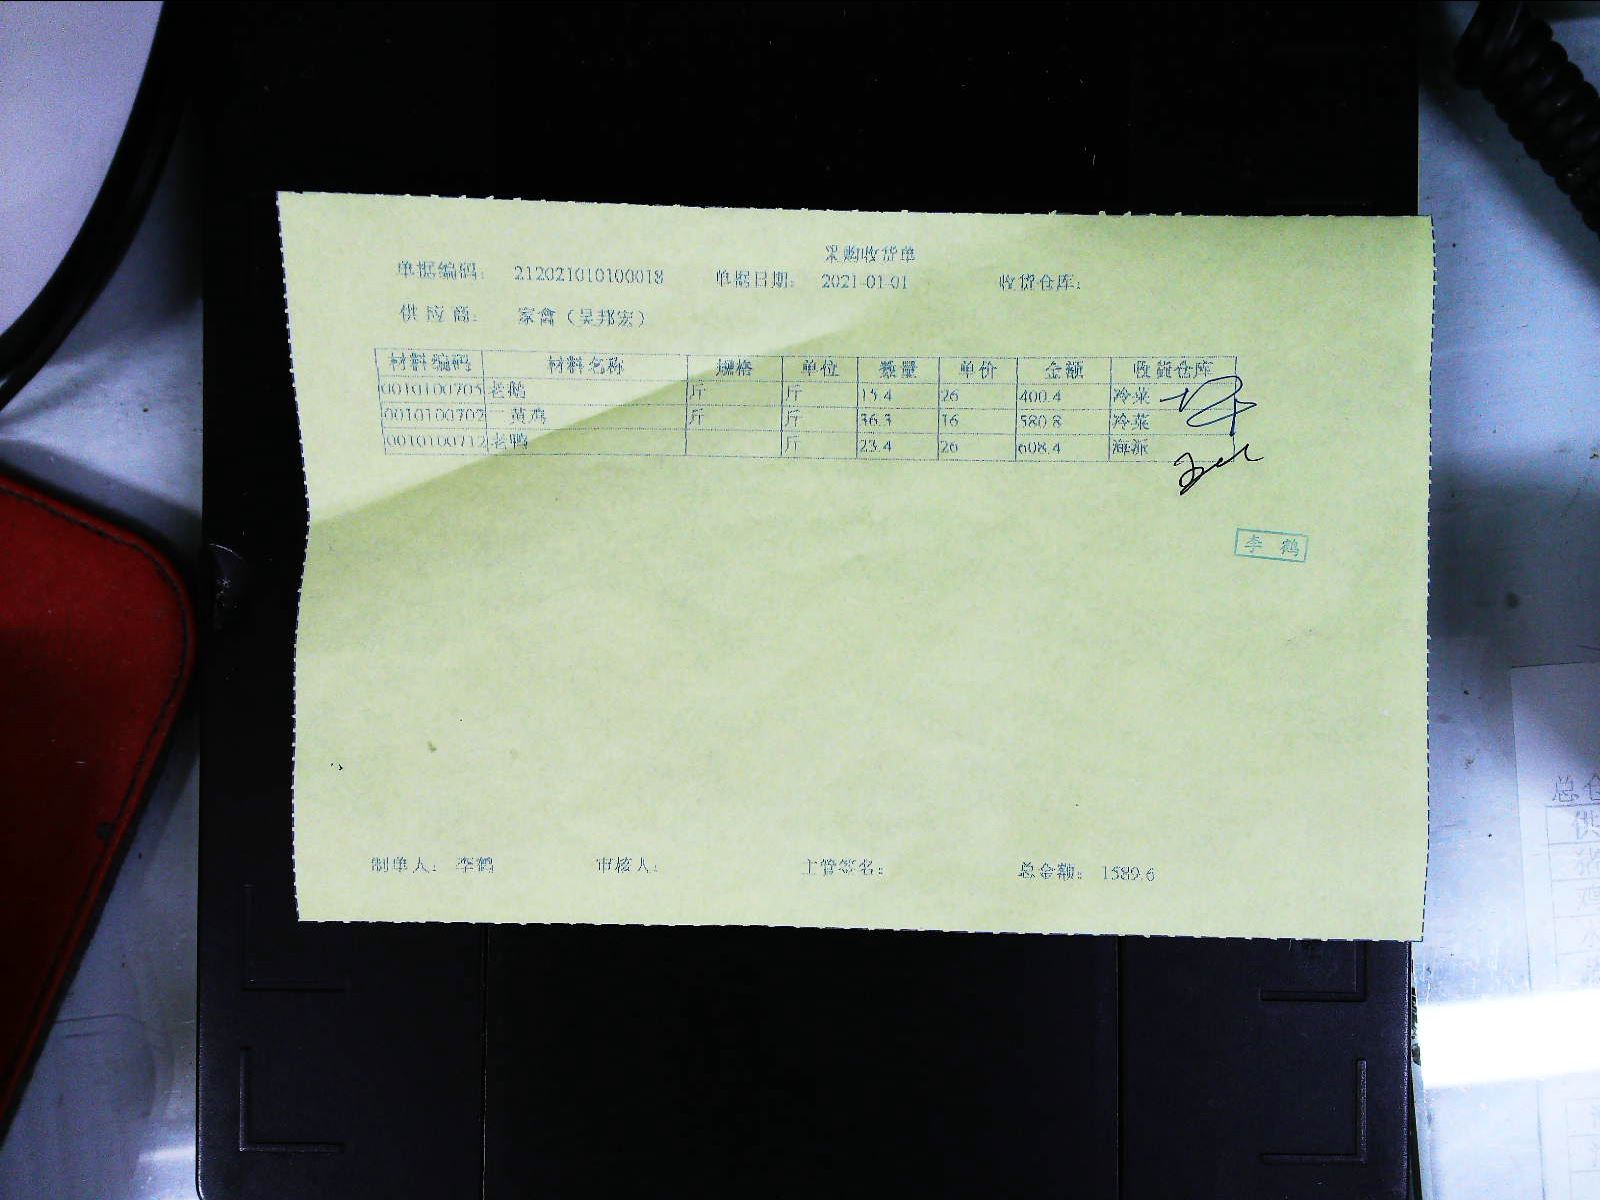 采购收货单
单据编码： 212021010100018 单据日期： 2021-01-01 收货仓库：
供 应 商： 家禽（吴邦宏）
材料编码 材料名称 规格 单位 数量 单价 金额 收货仓库
0010100705 老鹅 斤 斤 15.4 26 400.4 冷菜
0010100702 三黄鸡 斤 斤 36.3 16 580.8 冷菜
0010100712 老鸭 斤 23.4 26 608.4 海派
李 鹤
制单人： 李鹤 审核人： 主管签名： 总金额： 1589.6
总仓
供
鸡